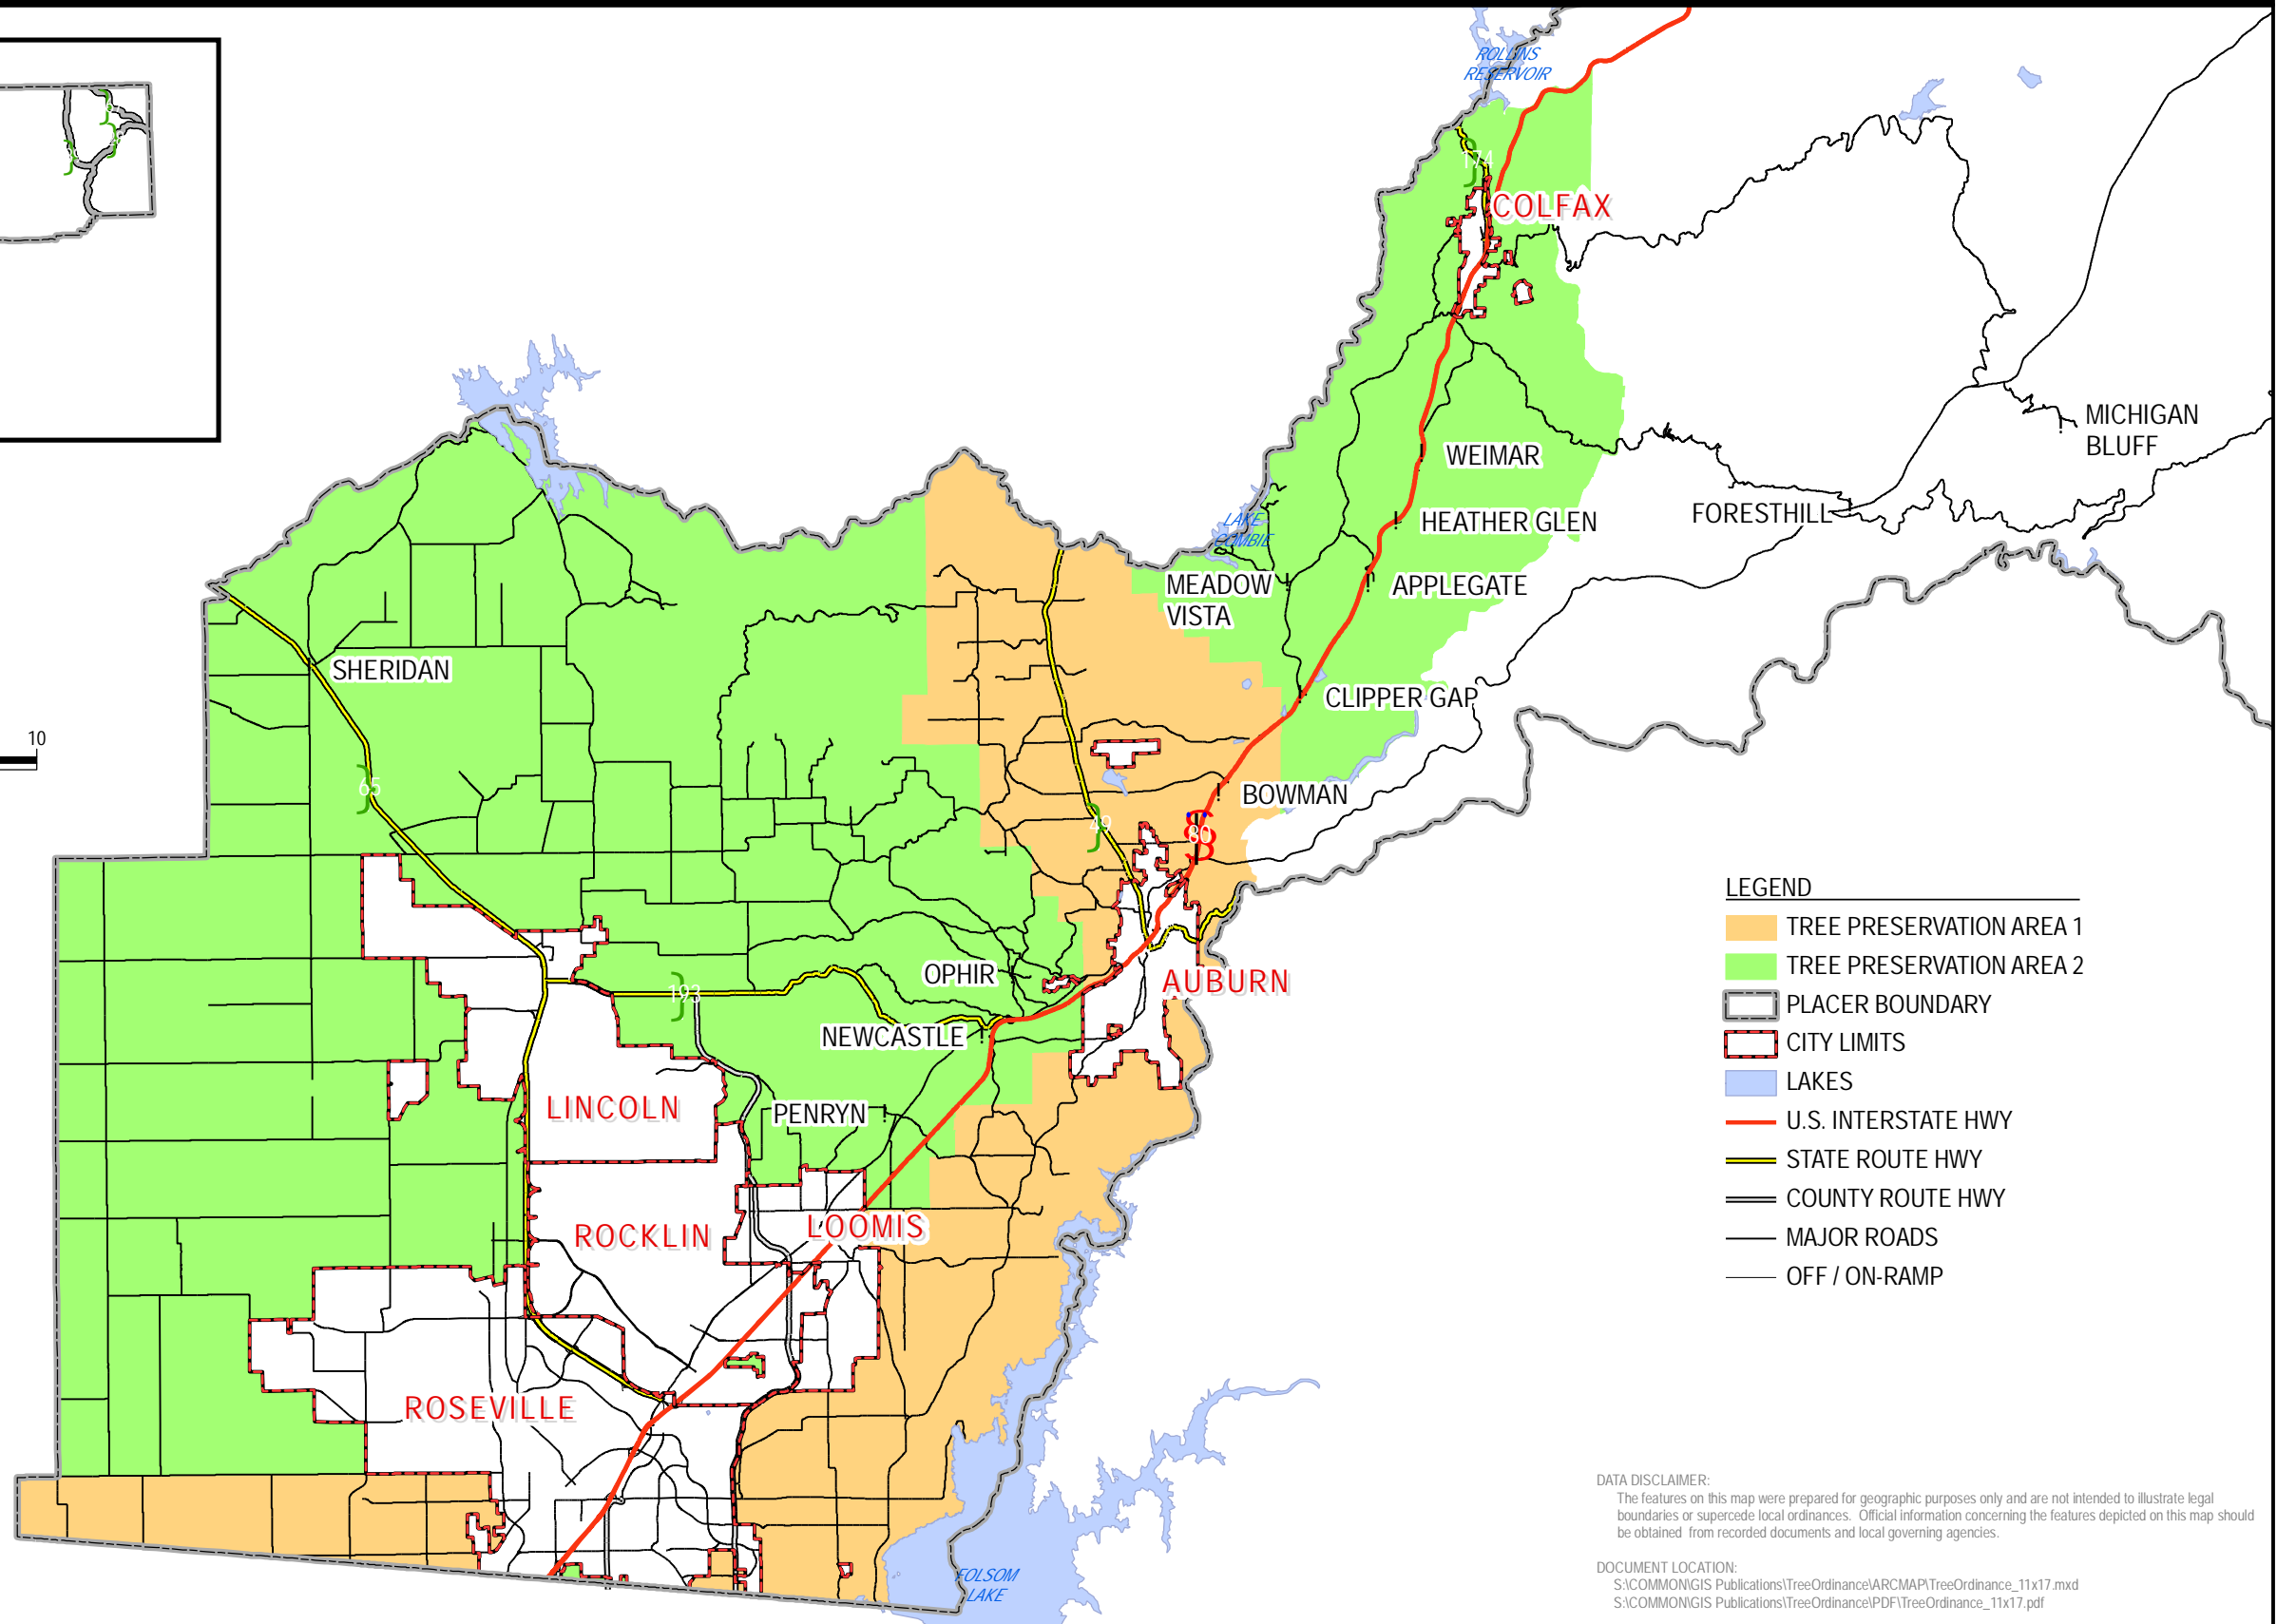 ROLLINS
RESERVOIR
174
COLFAX
MICHIGAN
BLUFF
WEIMAR
HEATHER GLEN
FORESTHILL
LAKE
COMBIE
MEADOW
VISTA
APPLEGATE
SHERIDAN
CLIPPER GAP
10
65
BOWMAN
49
80
OPHIR
AUBURN
193
NEWCASTLE
LINCOLN
PENRYN
ROCKLIN
LOOMIS
ROSEVILLE
FOLSOM
LAKE
LEGEND
TREE PRESERVATION AREA 1
TREE PRESERVATION AREA 2
PLACER BOUNDARY
CITY LIMITS
LAKES
U.S. INTERSTATE HWY
STATE ROUTE HWY
COUNTY ROUTE HWY
MAJOR ROADS
OFF / ON-RAMP
DATA DISCLAIMER:
The features on this map were prepared for geographic purposes only and are not intended to illustrate legal
boundaries or supercede local ordinances. Official information concerning the features depicted on this map should
be obtained from recorded documents and local governing agencies.
DOCUMENT LOCATION:
S:\COMMON\GIS Publications\TreeOrdinance\ARCMAP\TreeOrdinance_11x17.mxd
S:\COMMON\GIS Publications\TreeOrdinance\PDF\TreeOrdinance_11x17.pdf